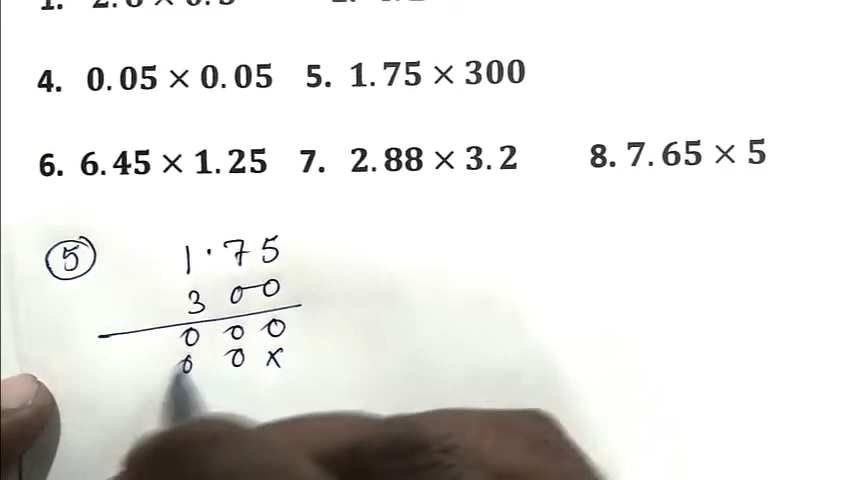 4. 0.05 × 0.05 5. 1.75 × 300
6. 6.45 × 1.25 7. 2.88 × 3.2 8. 7.65 × 5
5 1.75
300
000
00×